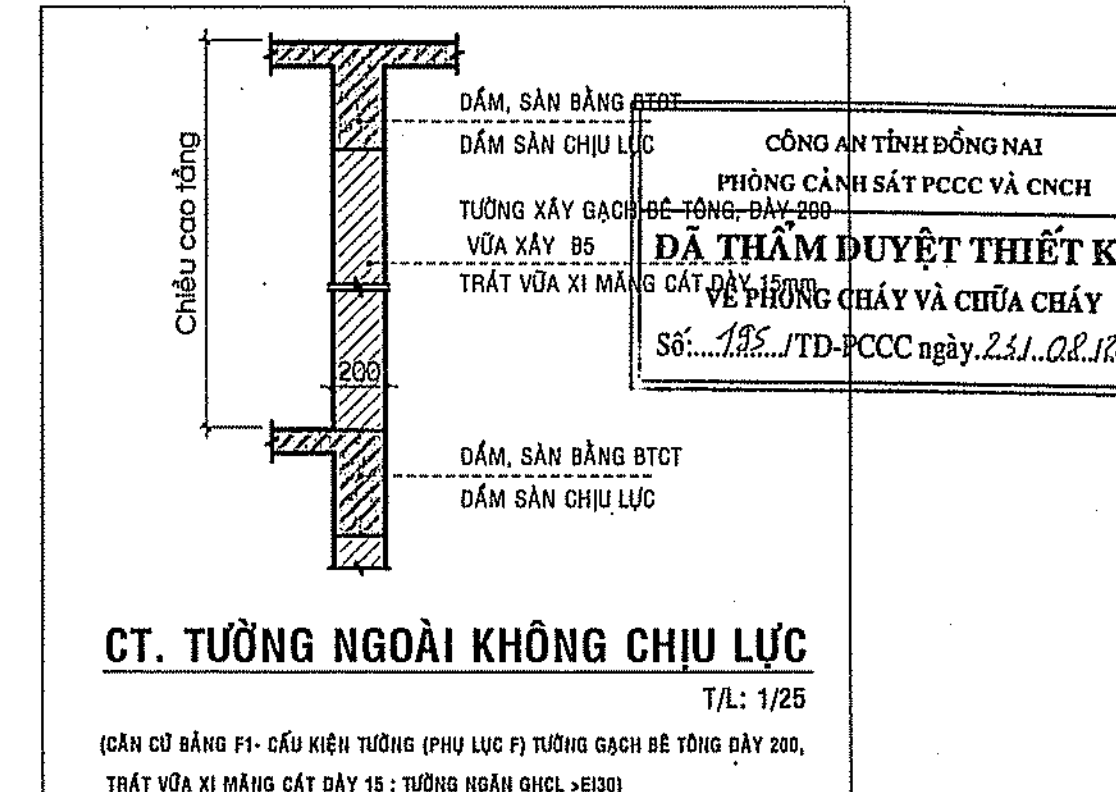 DẦM, SÀN BẰNG BTCT
DẦM SÀN CHỊU LỰC
Chiều cao tầng
TƯỜNG XÂY GẠCH BÊ TÔNG, DÀY 200
VỮA XÂY B5
TRÁT VỮA XI MĂNG CÁT DÀY 15mm
200
DẦM, SÀN BẰNG BTCT
DẦM SÀN CHỊU LỰC
CÔNG AN TỈNH ĐỒNG NAI
PHÒNG CẢNH SÁT PCCC VÀ CNCH
ĐÃ THẨM DUYỆT THIẾT K
VỀ PHÒNG CHÁY VÀ CHỮA CHÁY
Số:....195../TD-PCCC ngày.23/..08./
CT. TƯỜNG NGOÀI KHÔNG CHỊU LỰC
T/L: 1/25
(CĂN CỨ BẢNG F1- CẤU KIỆN TƯỜNG (PHỤ LỤC F) TƯỜNG GẠCH BÊ TÔNG DÀY 200,
TRÁT VỮA XI MĂNG CÁT DÀY 15 : TƯỜNG NGĂN GHCL >EI30)